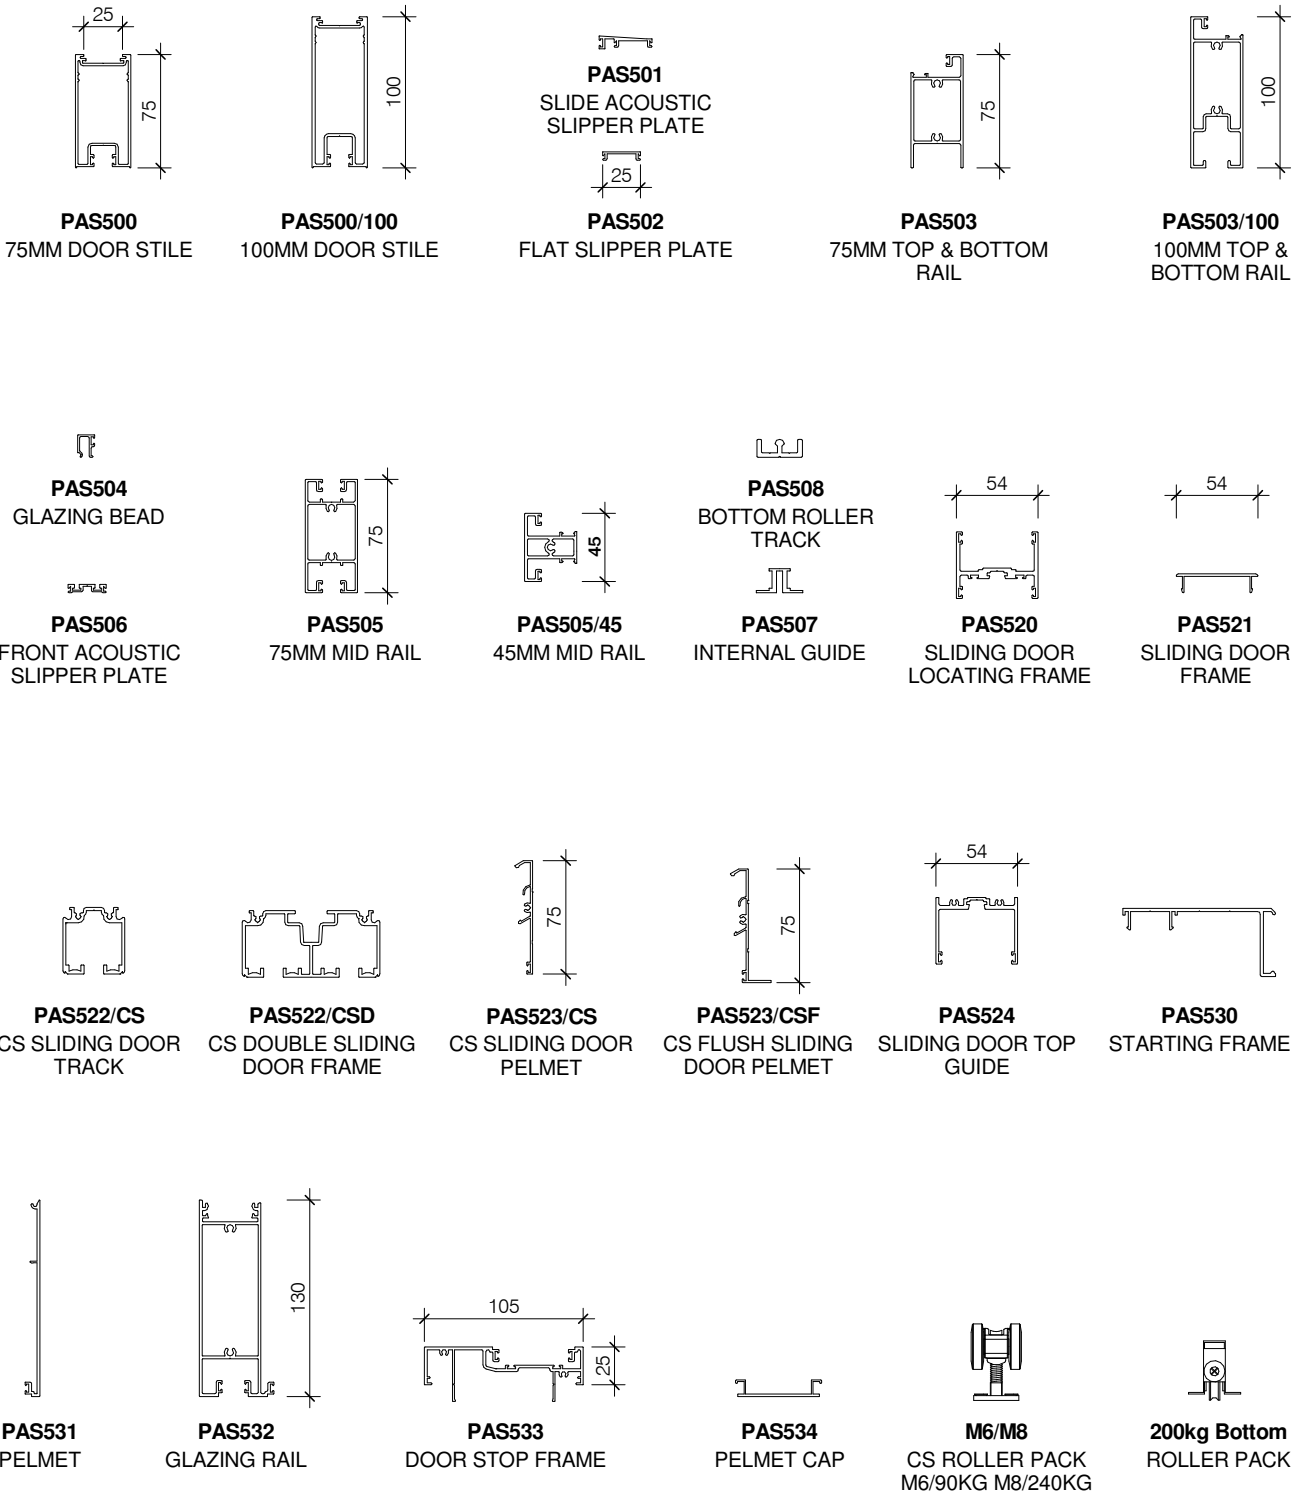 25
75
PAS500
75MM DOOR STILE
100
PAS500/100
100MM DOOR STILE
PAS501
SLIDE ACOUSTIC
SLIPPER PLATE
25
PAS502
FLAT SLIPPER PLATE
75
PAS503
75MM TOP & BOTTOM
RAIL
100
PAS503/100
100MM TOP &
BOTTOM RAIL
PAS504
GLAZING BEAD
PAS506
FRONT ACOUSTIC
SLIPPER PLATE
75
PAS505
75MM MID RAIL
45
PAS505/45
45MM MID RAIL
PAS508
BOTTOM ROLLER
TRACK
PAS507
INTERNAL GUIDE
54
PAS520
SLIDING DOOR
LOCATING FRAME
54
PAS521
SLIDING DOOR
FRAME
PAS522/CS
CS SLIDING DOOR
TRACK
PAS522/CSD
CS DOUBLE SLIDING
DOOR FRAME
75
PAS523/CS
CS SLIDING DOOR
PELMET
75
PAS523/CSF
CS FLUSH SLIDING
DOOR PELMET
54
PAS524
SLIDING DOOR TOP
GUIDE
PAS530
STARTING FRAME
PAS531
PELMET
130
PAS532
GLAZING RAIL
105
25
PAS533
DOOR STOP FRAME
PAS534
PELMET CAP
M6/M8
CS ROLLER PACK
M6/90KG M8/240KG
200kg Bottom
ROLLER PACK